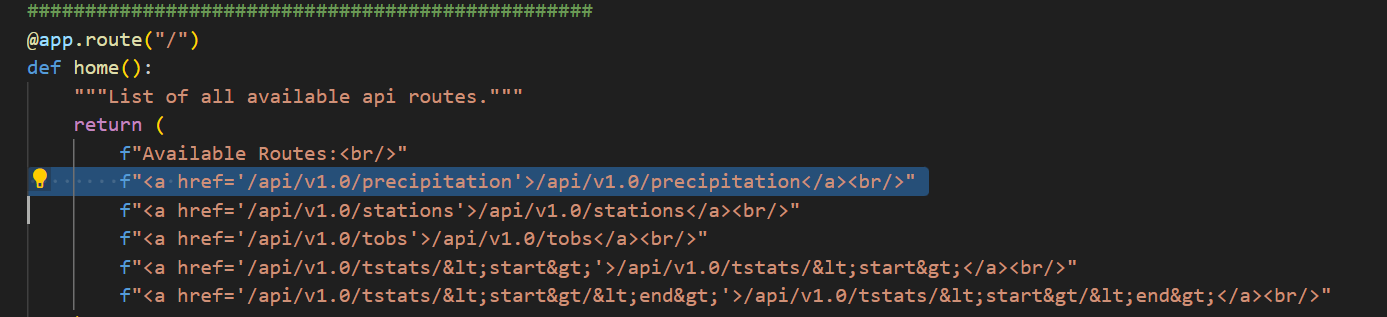 #################################################
@app.route("/")
def home():
"""List of all available api routes."""
return (
f"Available Routes:<br/>"
f"<a href='/api/v1.0/precipitation'>/api/v1.0/precipitation</a><br/>"
f"<a href='/api/v1.0/stations'>/api/v1.0/stations</a><br/>"
f"<a href='/api/v1.0/tobs'>/api/v1.0/tobs</a><br/>"
f"<a href='/api/v1.0/tstats/&lt;start&gt;'>/api/v1.0/tstats/&lt;start&gt;</a><br/>"
f"<a href='/api/v1.0/tstats/&lt;start&gt/&lt;end&gt;'>/api/v1.0/tstats/&lt;start&gt/&lt;end&gt;</a><br/>"